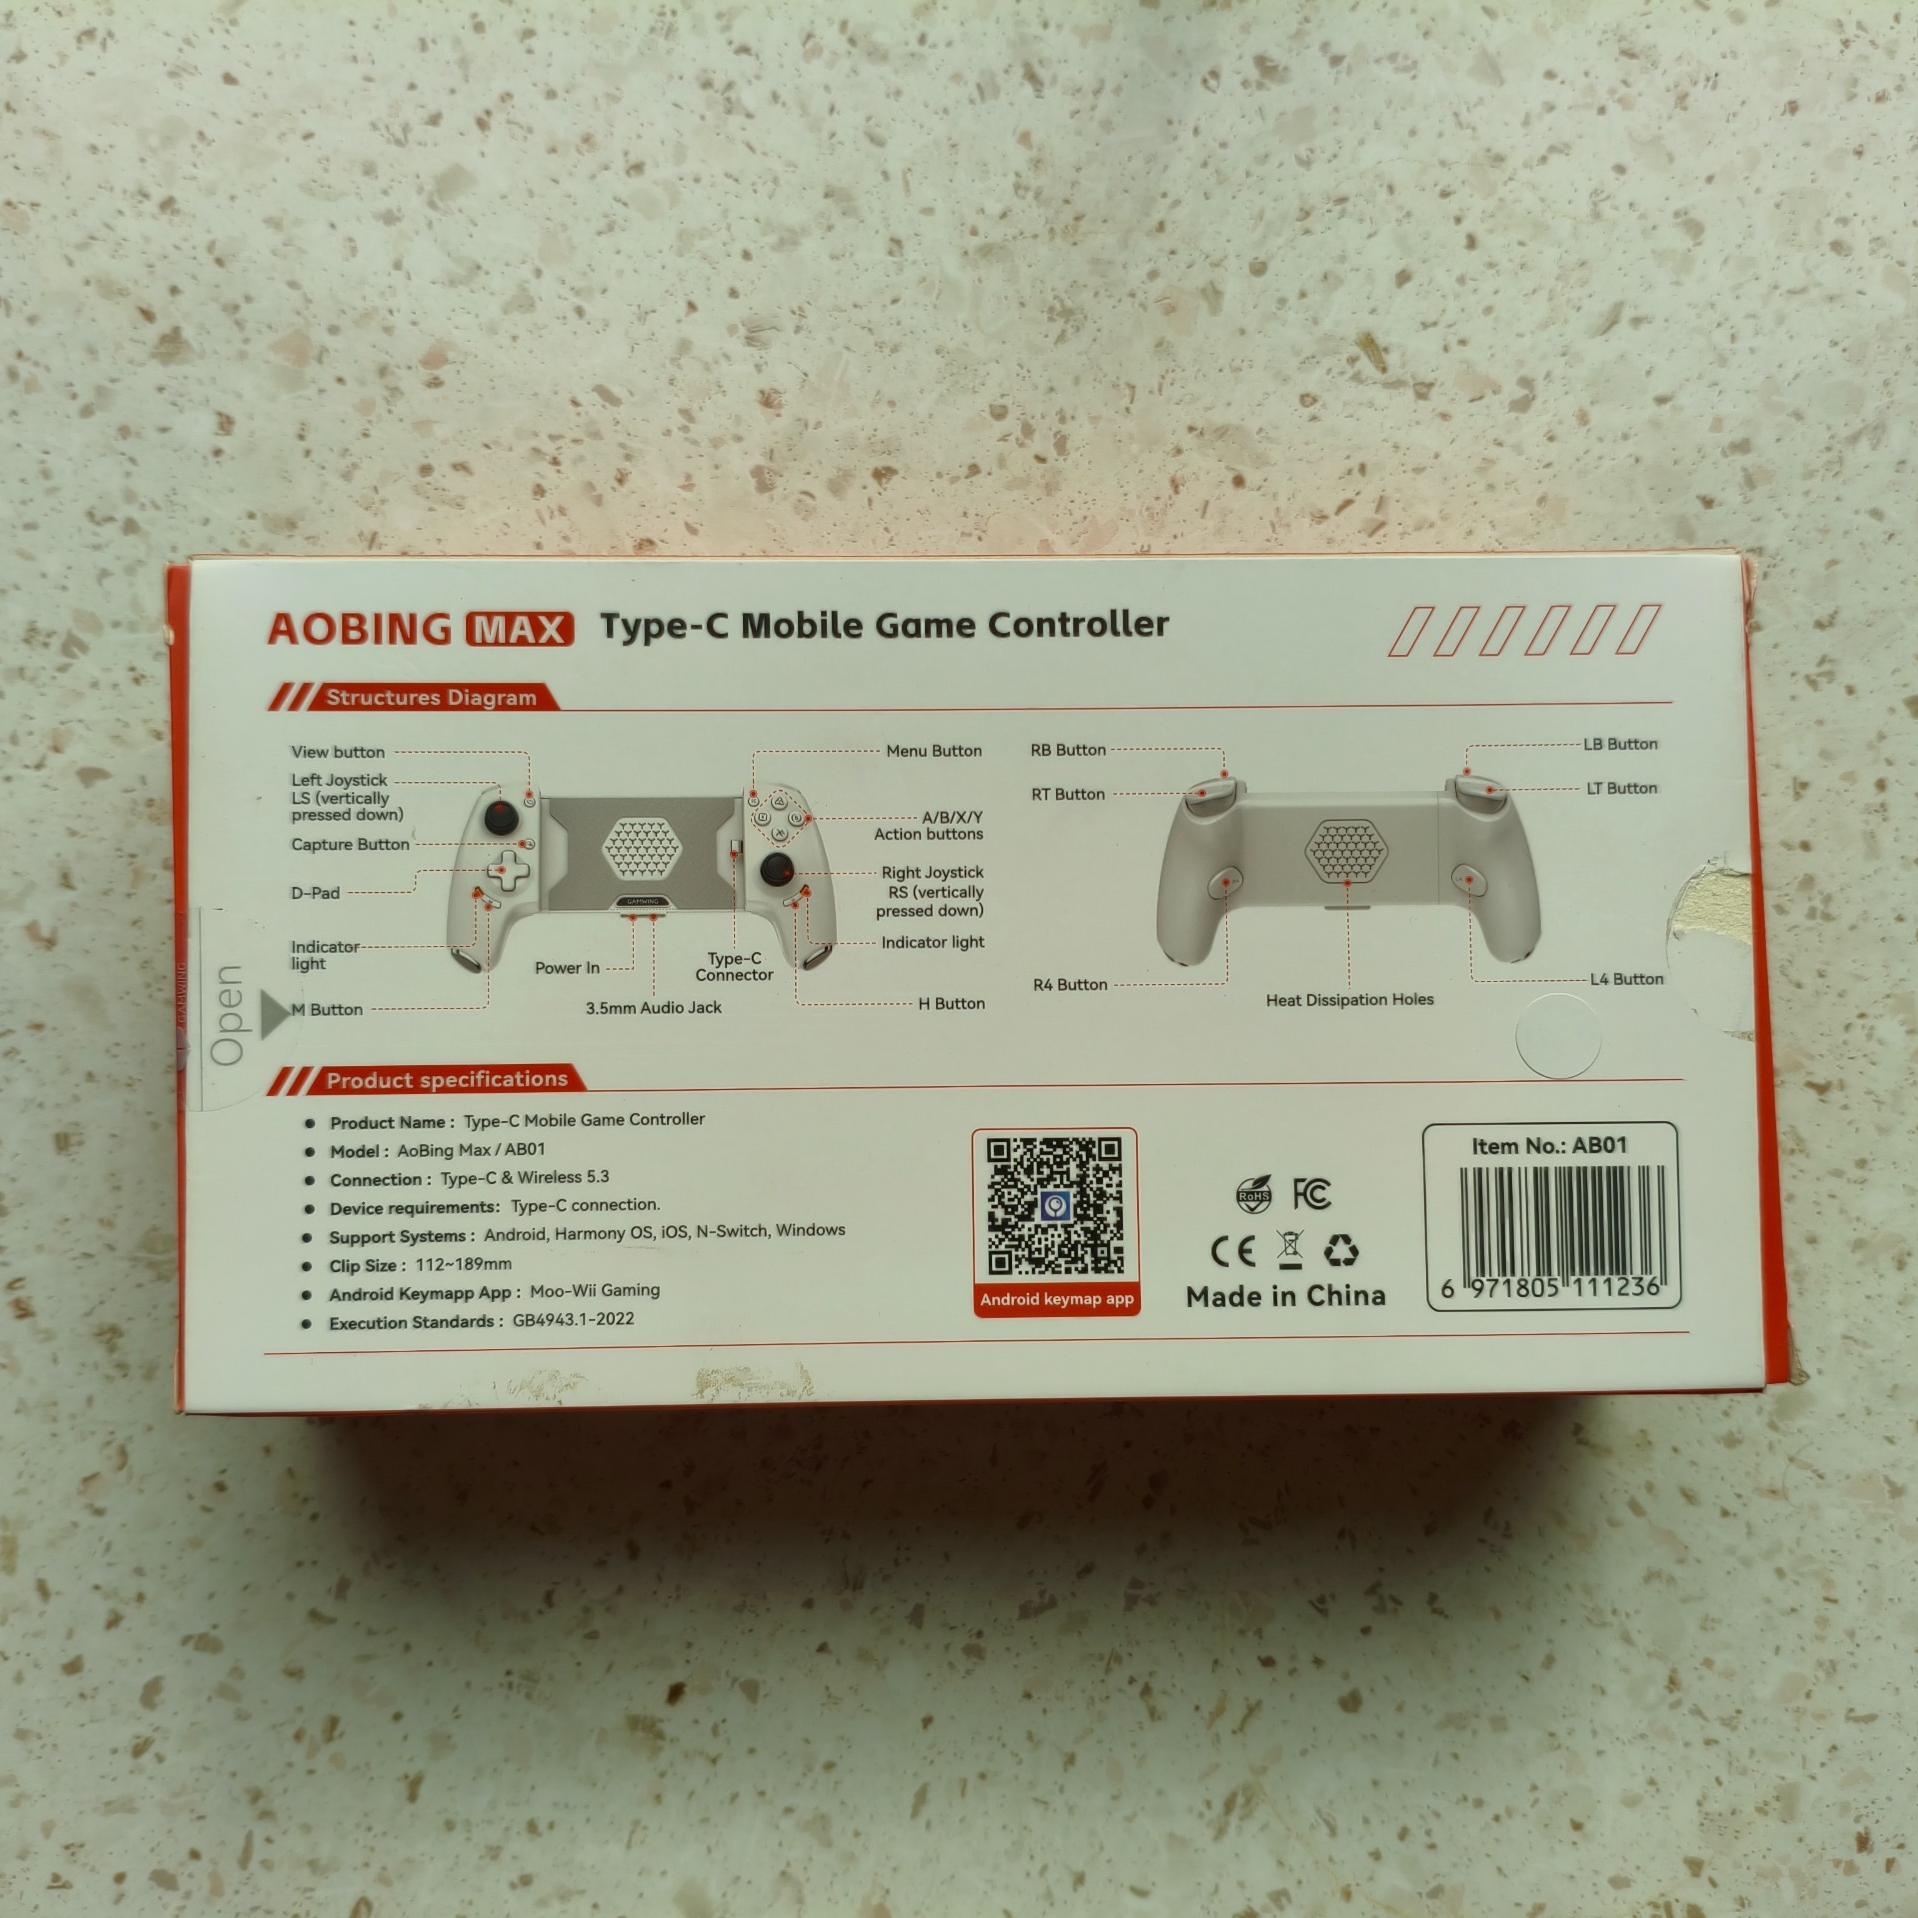 AOBING MAX Type-C Mobile Game Controller
Structures Diagram
View button
Left Joystick
LS (vertically
pressed down)
Capture Button
D-Pad
Indicator
light
M Button
GAMWING
Power In
3.5mm Audio Jack
Type-C
Connector
Menu Button
A/B/X/Y
Action buttons
Right Joystick
RS (vertically
pressed down)
Indicator light
H Button
RB Button
RT Button
R4 Button
Heat Dissipation Holes
LB Button
LT Button
L4 Button
Open
GAMWING
Product specifications
Product Name : Type-C Mobile Game Controller
Model : AoBing Max / AB01
Connection : Type-C & Wireless 5.3
Device requirements: Type-C connection.
Support Systems : Android, Harmony OS, iOS, N-Switch, Windows
Clip Size : 112~189mm
Android Keymapp App : Moo-Wii Gaming
Execution Standards : GB4943.1-2022
Android keymap app
RoHS FC
CE
Made in China
Item No.: AB01
6 971805 111236